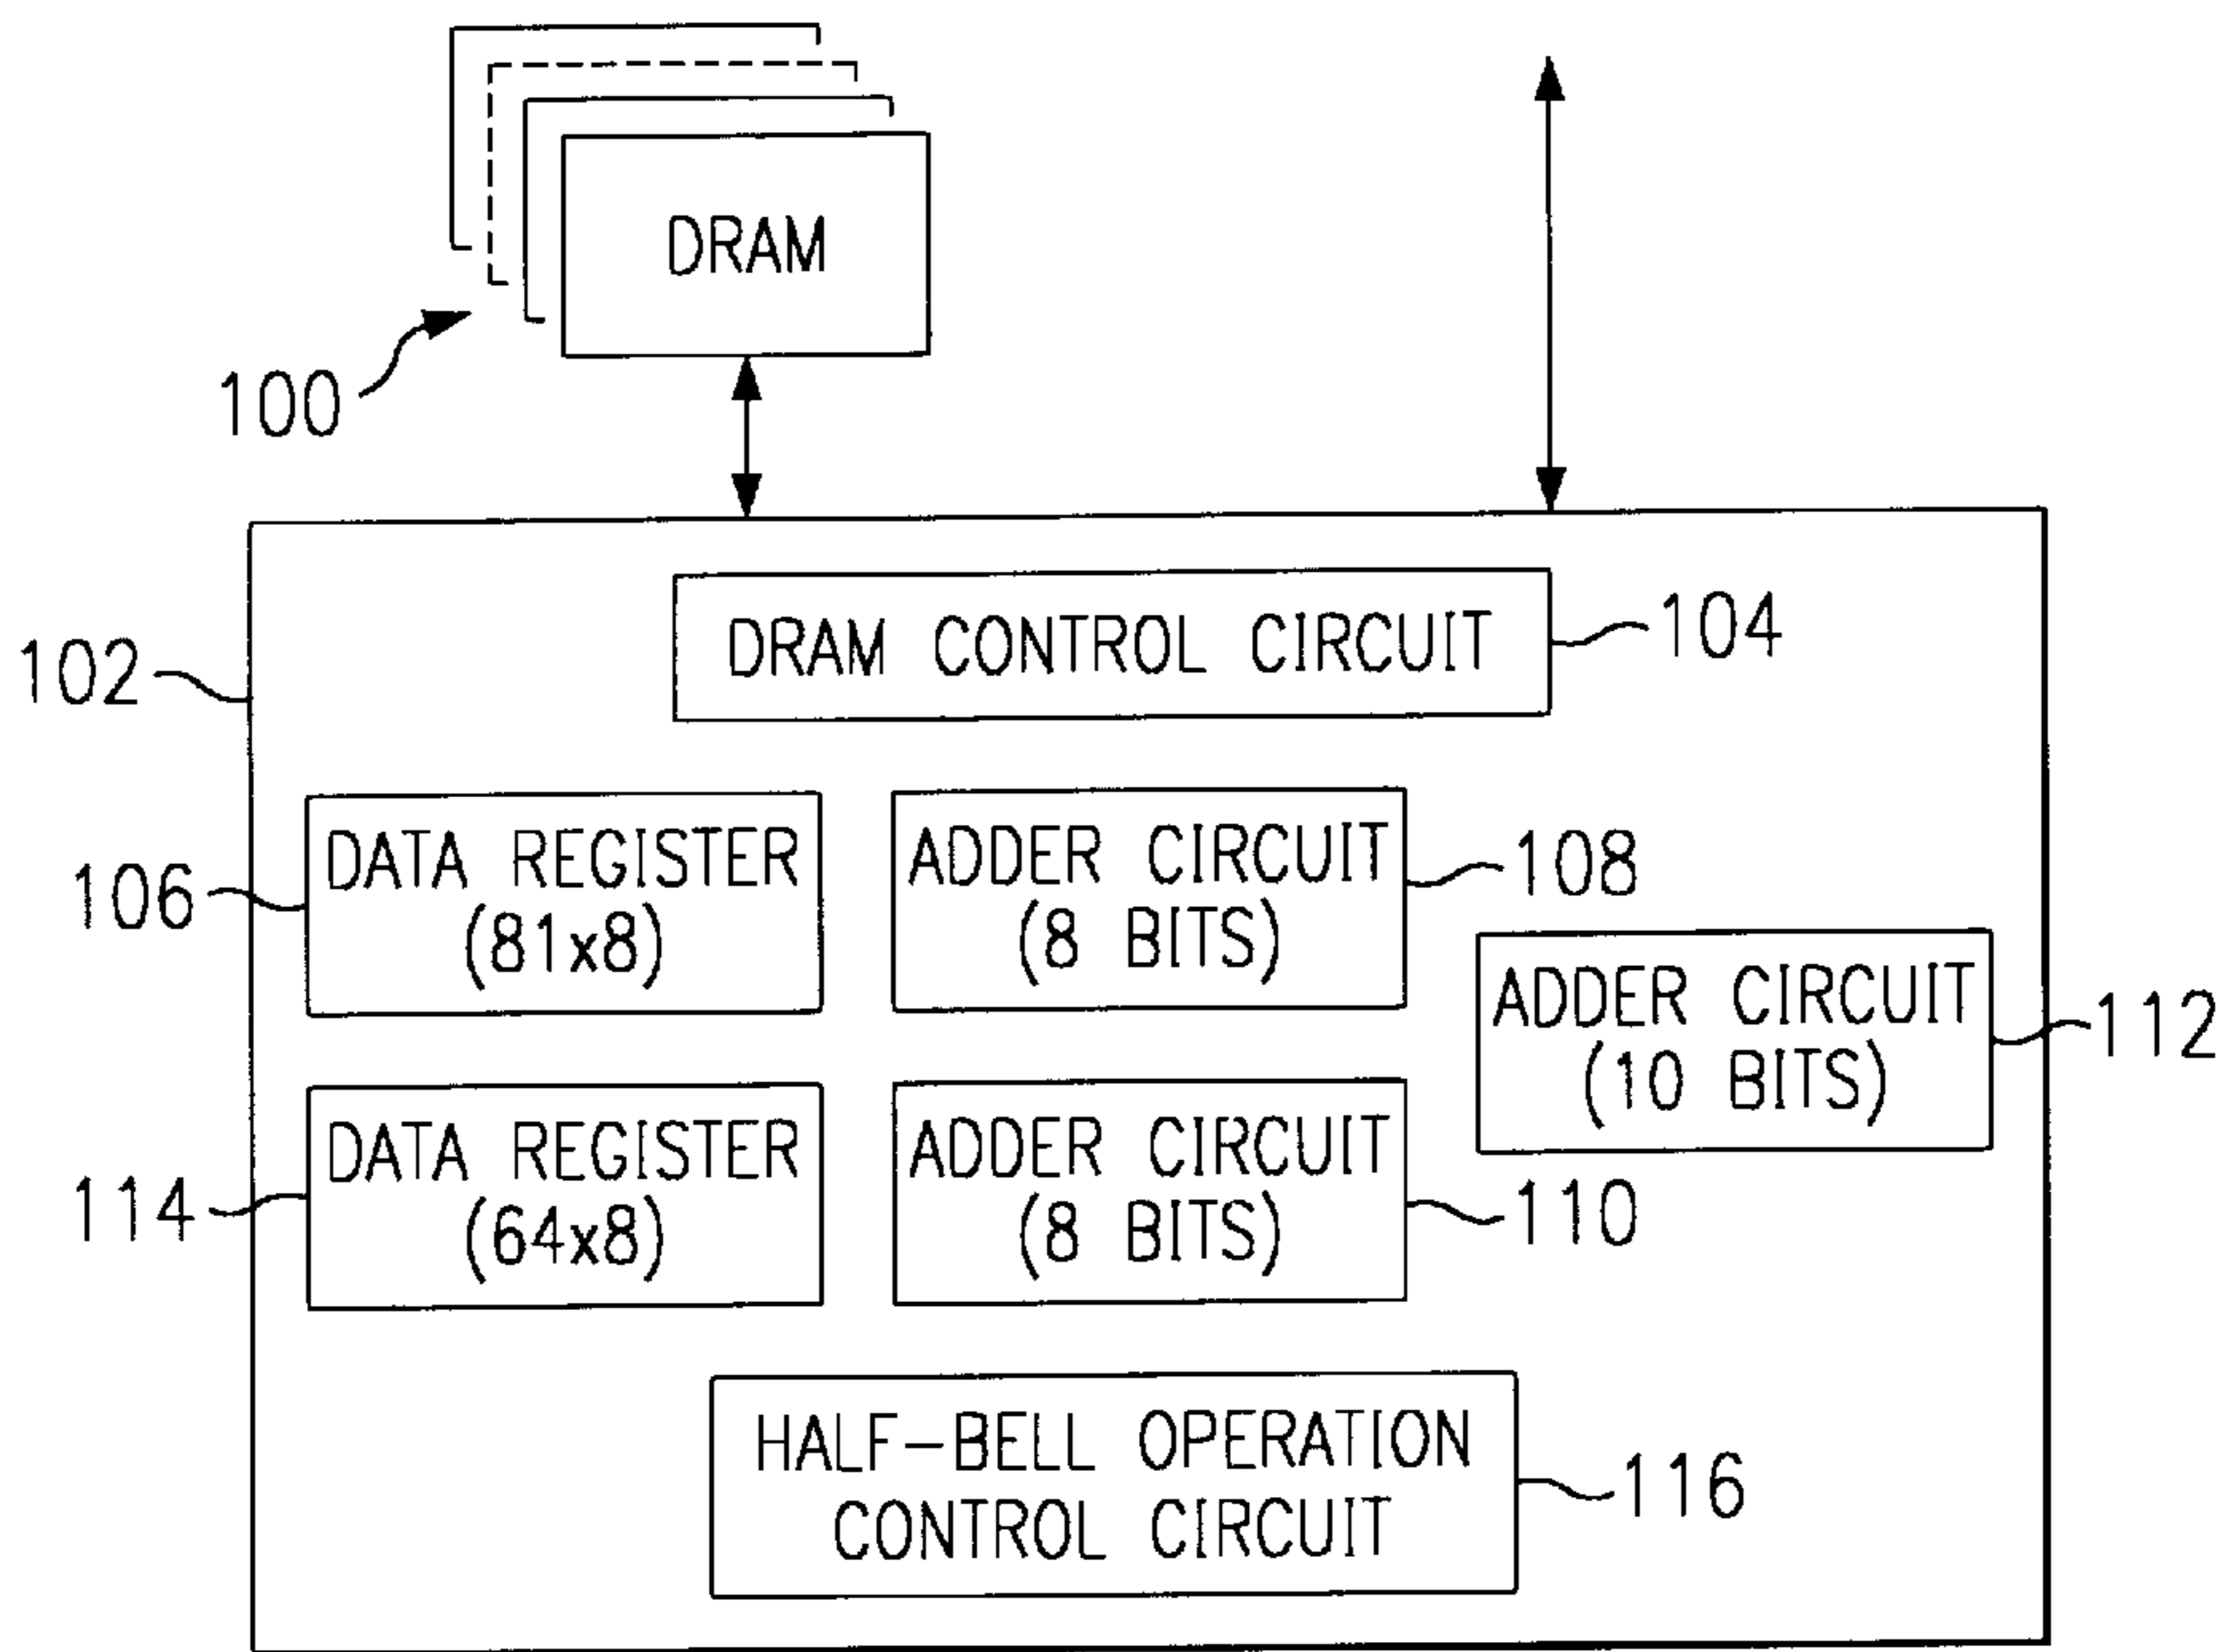 DRAM
100
DRAM CONTROL CIRCUIT
104
102
DATA REGISTER
(81x8)
106
ADDER CIRCUIT
(8 BITS)
108
ADDER CIRCUIT
(10 BITS)
112
DATA REGISTER
(64x8)
114
ADDER CIRCUIT
(8 BITS)
110
HALF-BELL OPERATION
CONTROL CIRCUIT
116